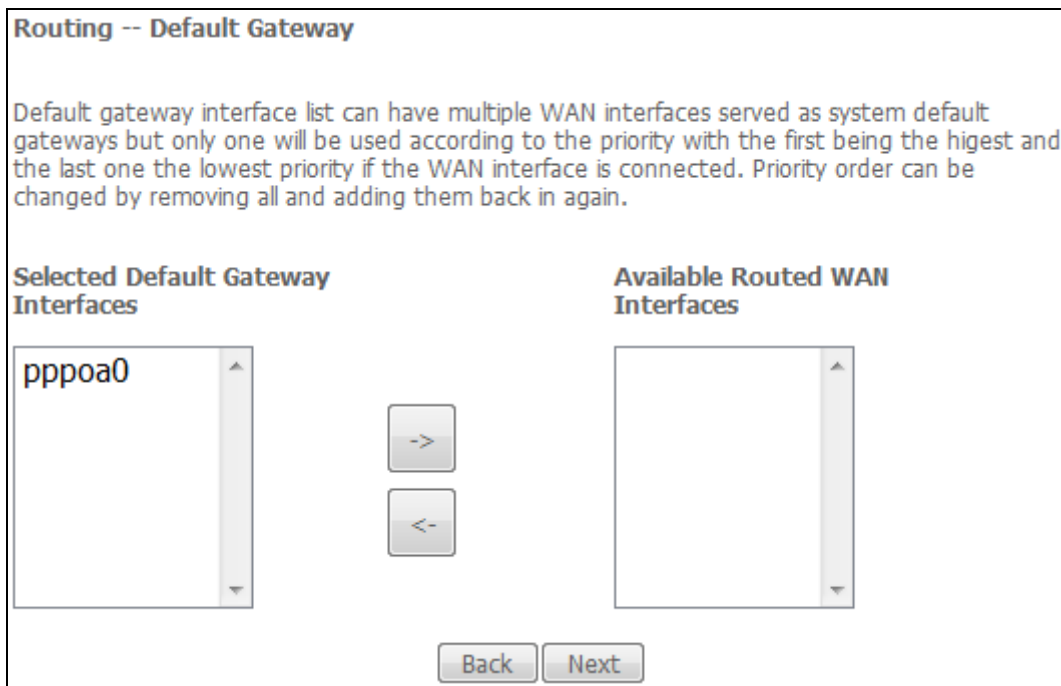 Routing -- Default Gateway
Default gateway interface list can have multiple WAN interfaces served as system default
gateways but only one will be used according to the priority with the first being the higest and
the last one the lowest priority if the WAN interface is connected. Priority order can be
changed by removing all and adding them back in again.
Selected Default Gateway
Interfaces
Available Routed WAN
Interfaces
pppoa0
->
<-
Back Next